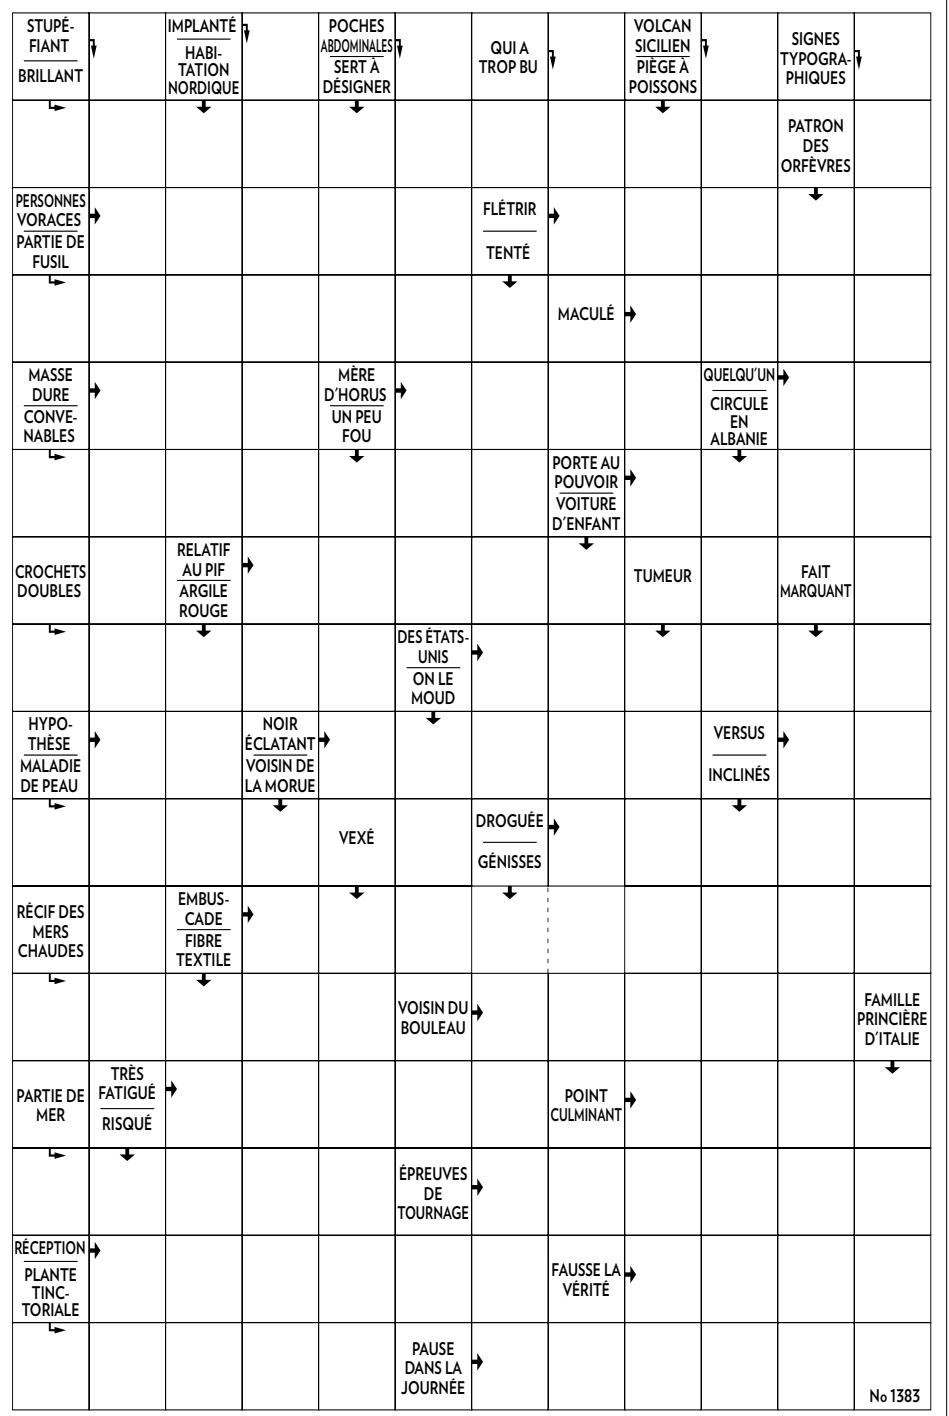 STUPÉ-
FIANT
BRILLANT
IMPLANTÉ
HABI-
TATION
NORDIQUE
POCHES
ABDOMINALES
SERT À
DÉSIGNER
QUI A
TROP BU
VOLCAN
SICILIEN
PIÈGE À
POISSONS
SIGNES
TYPOGRA-
PHIQUES
PATRON
DES
ORFÈVRES
PERSONNES
VORACES
PARTIE DE
FUSIL
FLÉTRIR
TENTÉ
MACULÉ
MASSE
DURE
CONVE-
NABLES
MÈRE
D'HORUS
UN PEU
FOU
QUELQU'UN
CIRCULE
EN
ALBANIE
PORTE AU
POUVOIR
VOITURE
D'ENFANT
CROCHETS
DOUBLES
RELATIF
AU PIF
ARGILE
ROUGE
TUMEUR
FAIT
MARQUANT
DES ÉTATS-
UNIS
ON LE
MOUD
HYPO-
THÈSE
MALADIE
DE PEAU
NOIR
ÉCLATANT
VOISIN DE
LA MORUE
VERSUS
INCLINÉS
VEXÉ
DROGUÉE
GÉNISSES
RÉCIF DES
MERS
CHAUDES
EMBUS-
CADE
FIBRE
TEXTILE
VOISIN DU
BOULEAU
FAMILLE
PRINCIÈRE
D'ITALIE
PARTIE DE
MER
TRÈS
FATIGUÉ
RISQUÉ
POINT
CULMINANT
ÉPREUVES
DE
TOURNAGE
RÉCEPTION
PLANTE
TINC-
TORIALE
FAUSSE LA
VÉRITÉ
PAUSE
DANS LA
JOURNÉE
No 1383